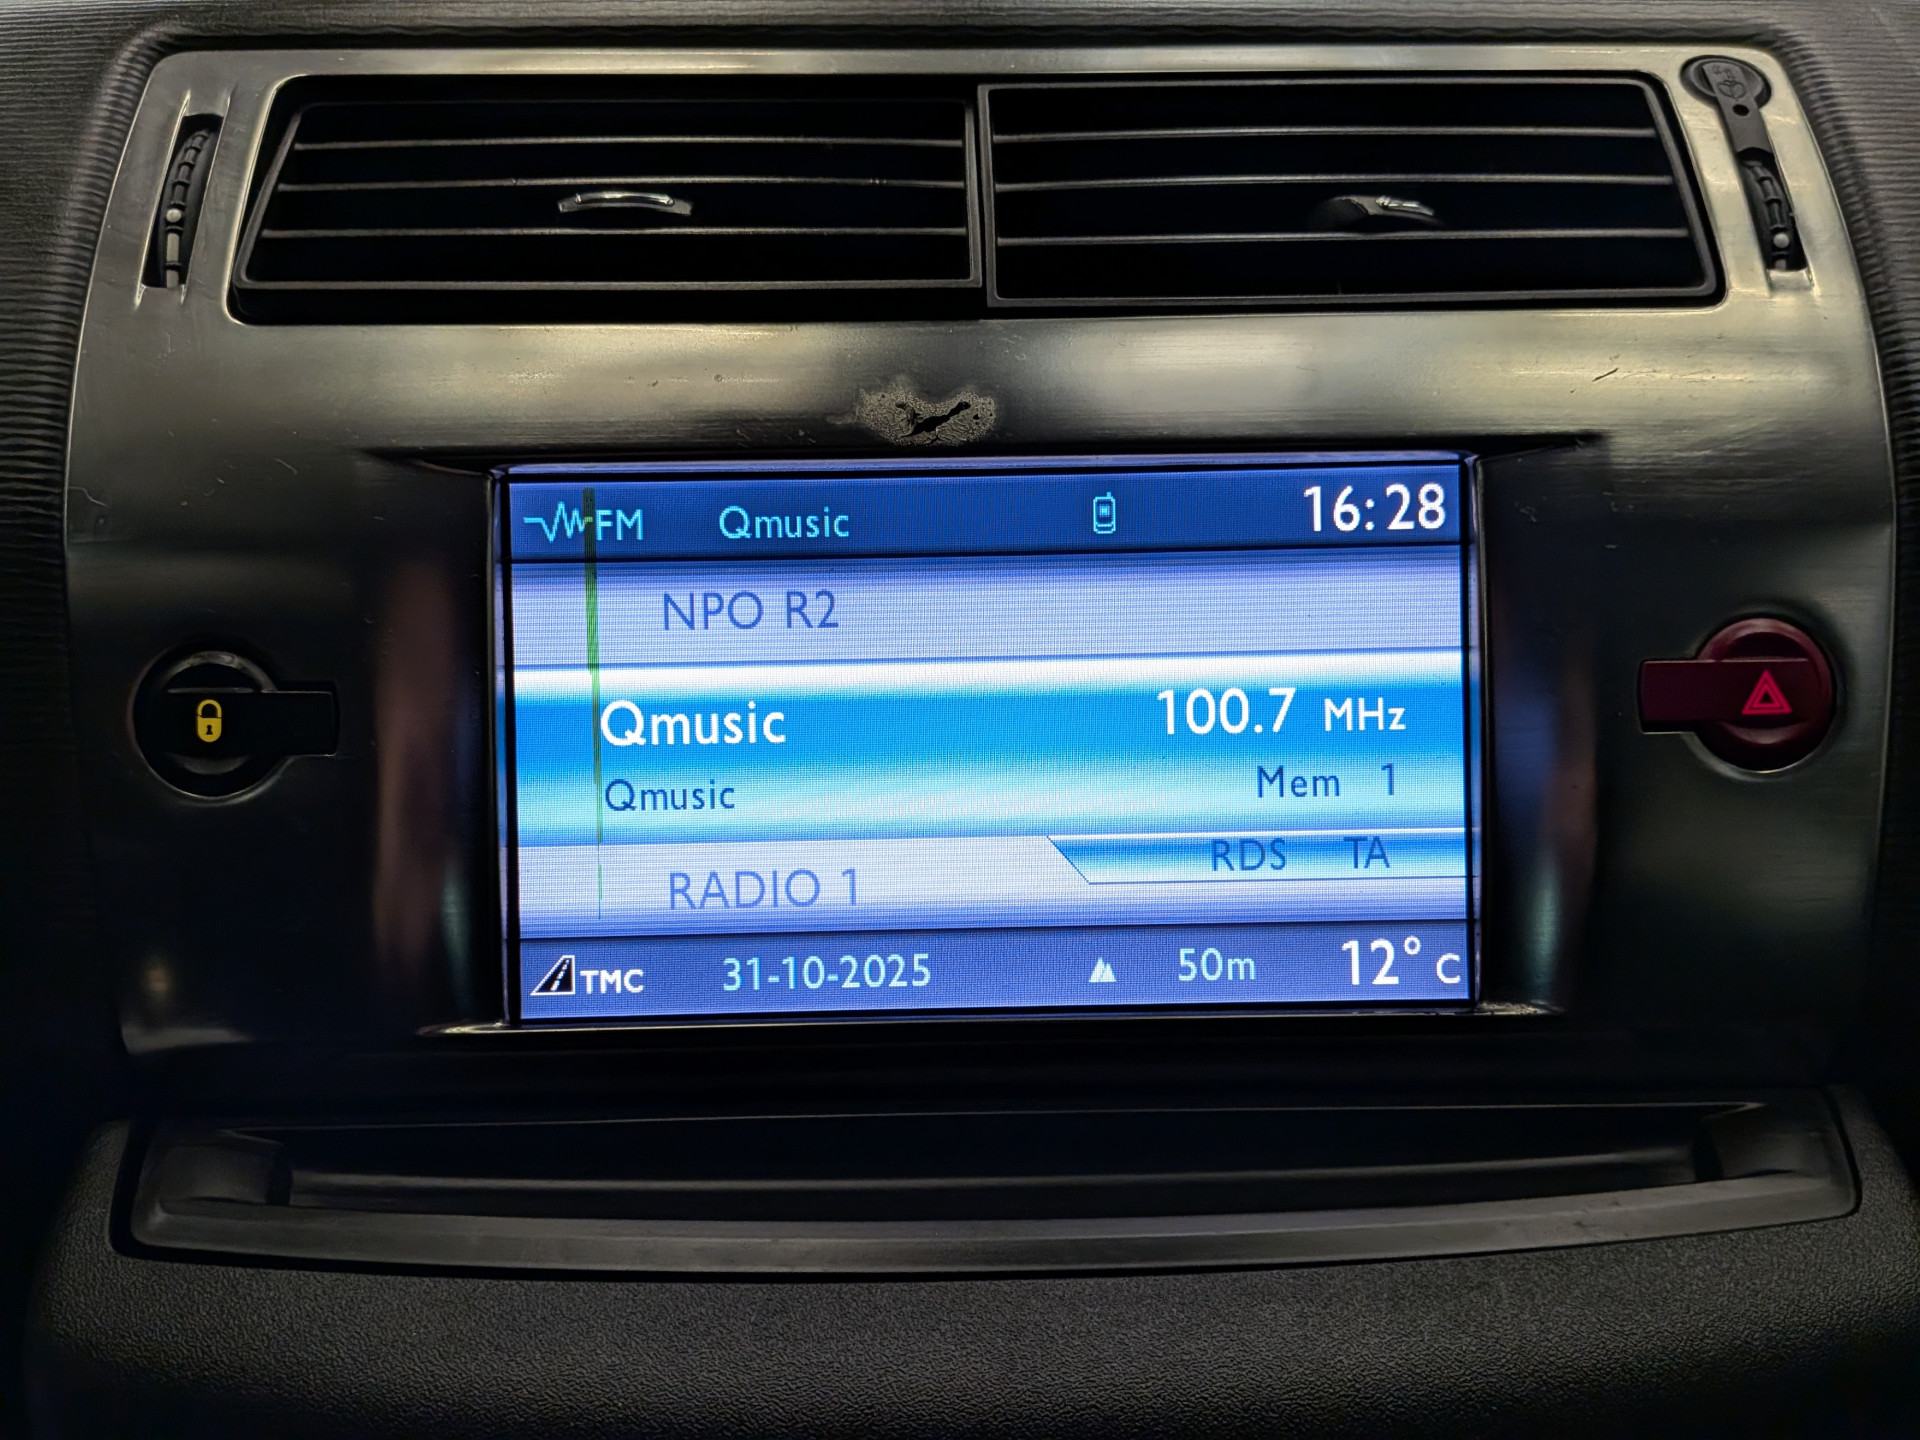 FM Qmusic 16:28
NPO R2
Qmusic 100.7 MHz
Qmusic Mem 1
RDS TA
RADIO 1
TMC 31-10-2025 50m 12° C